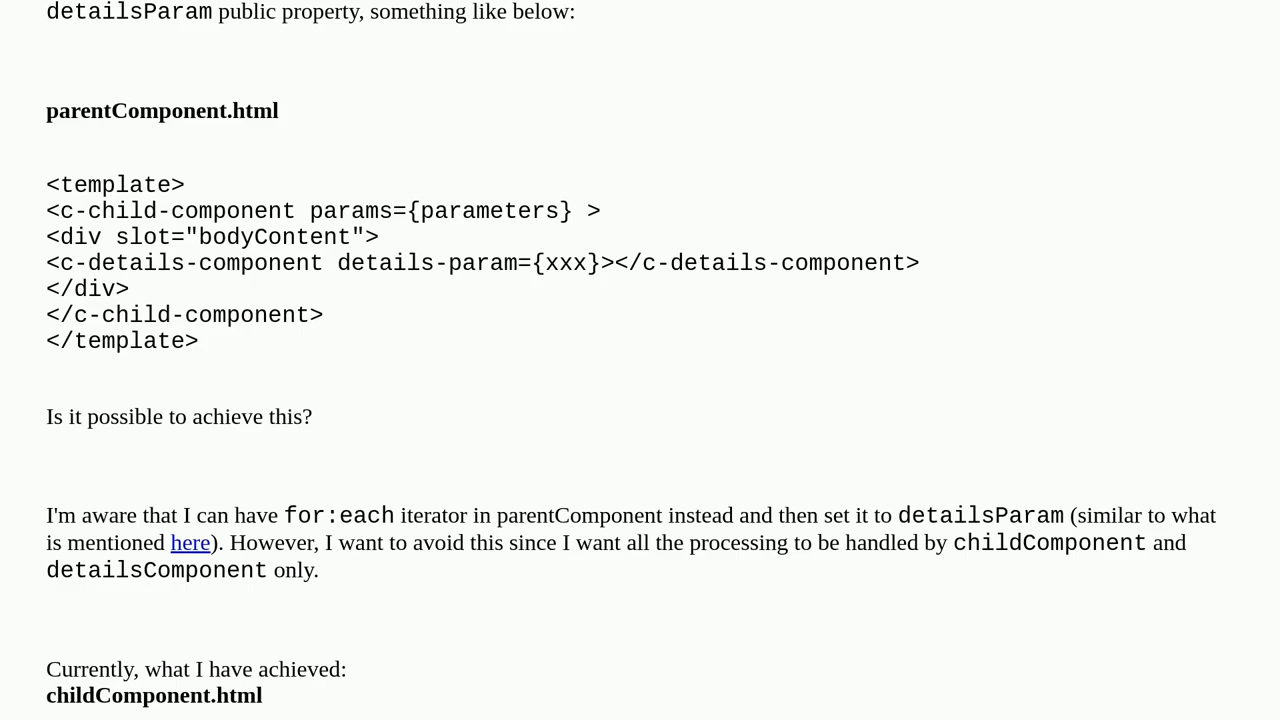 detailsParam public property, something like below:
parentComponent.html
<template>
<c-child-component params={parameters} >
<div slot="bodyContent">
<c-details-component details-param={xxx}></c-details-component>
</div>
</c-child-component>
</template>
Is it possible to achieve this?
I'm aware that I can have for:each iterator in parentComponent instead and then set it to detailsParam (similar to what
is mentioned here). However, I want to avoid this since I want all the processing to be handled by childComponent and
detailsComponent only.
Currently, what I have achieved:
childComponent.html